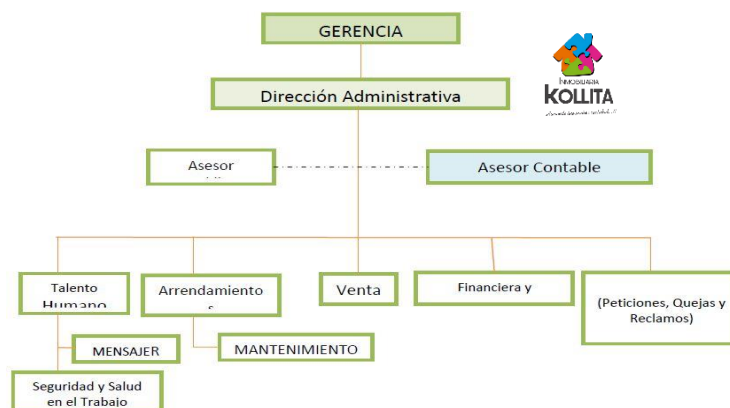 GERENCIA
INMOBILIARIA
KOLLITA
Dirección Administrativa
Asesor
Asesor Contable
Talento
Humano
Arrendamiento
Venta
Financiera y
(Peticiones, Quejas y
Reclamos)
MENSAJER
MANTENIMIENTO
Seguridad y Salud
en el Trabajo